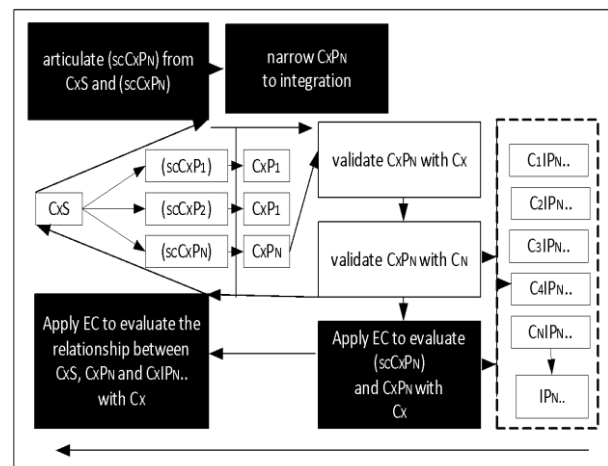 articulate (scCxPN) from
CxS and (scCxPN)
narrow CxPN
to integration
validate CxPN with Cx
(scCxP1)
CxP1
CxS
(scCxP2)
CxP1
(scCxPN)
CxPN
validate CxPN with CN
C1IPN..
C2IPN..
C3IPN..
C4IPN..
CNIPN..
IPN..
Apply EC to evaluate the
relationship between
CxS, CxPN and CxIPN..
with Cx
Apply EC to evaluate
(scCxPN)
and CxPN with
Cx